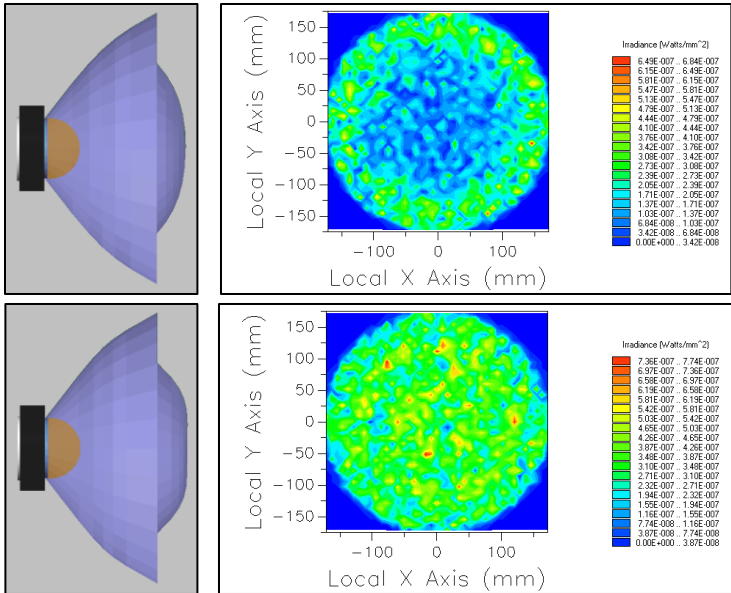 Irradiance (Watts/mm^2)
6.49E-007 .. 6.84E-007
6.15E-007 .. 6.49E-007
5.81E-007 .. 6.15E-007
5.47E-007 .. 5.81E-007
5.13E-007 .. 5.47E-007
4.79E-007 .. 5.13E-007
4.44E-007 .. 4.79E-007
4.10E-007 .. 4.44E-007
3.76E-007 .. 4.10E-007
3.42E-007 .. 3.76E-007
3.08E-007 .. 3.42E-007
2.73E-007 .. 3.08E-007
2.39E-007 .. 2.73E-007
2.05E-007 .. 2.39E-007
1.71E-007 .. 2.05E-007
1.37E-007 .. 1.71E-007
1.03E-007 .. 1.37E-007
6.84E-008 .. 1.03E-007
3.42E-008 .. 6.84E-008
0.00E+000 .. 3.42E-008
Local Y Axis (mm)
150
100
50
0
-50
-100
-150
-100 0 100
Local X Axis (mm)
Irradiance (Watts/mm^2)
7.36E-007 .. 7.74E-007
6.97E-007 .. 7.36E-007
6.58E-007 .. 6.97E-007
6.19E-007 .. 6.58E-007
5.81E-007 .. 6.19E-007
5.42E-007 .. 5.81E-007
5.03E-007 .. 5.42E-007
4.65E-007 .. 5.03E-007
4.26E-007 .. 4.65E-007
3.87E-007 .. 4.26E-007
3.48E-007 .. 3.87E-007
3.10E-007 .. 3.48E-007
2.71E-007 .. 3.10E-007
2.32E-007 .. 2.71E-007
1.94E-007 .. 2.32E-007
1.55E-007 .. 1.94E-007
1.16E-007 .. 1.55E-007
7.74E-008 .. 1.16E-007
3.87E-008 .. 7.74E-008
0.00E+000 .. 3.87E-008
Local Y Axis (mm)
150
100
50
0
-50
-100
-150
-100 0 100
Local X Axis (mm)